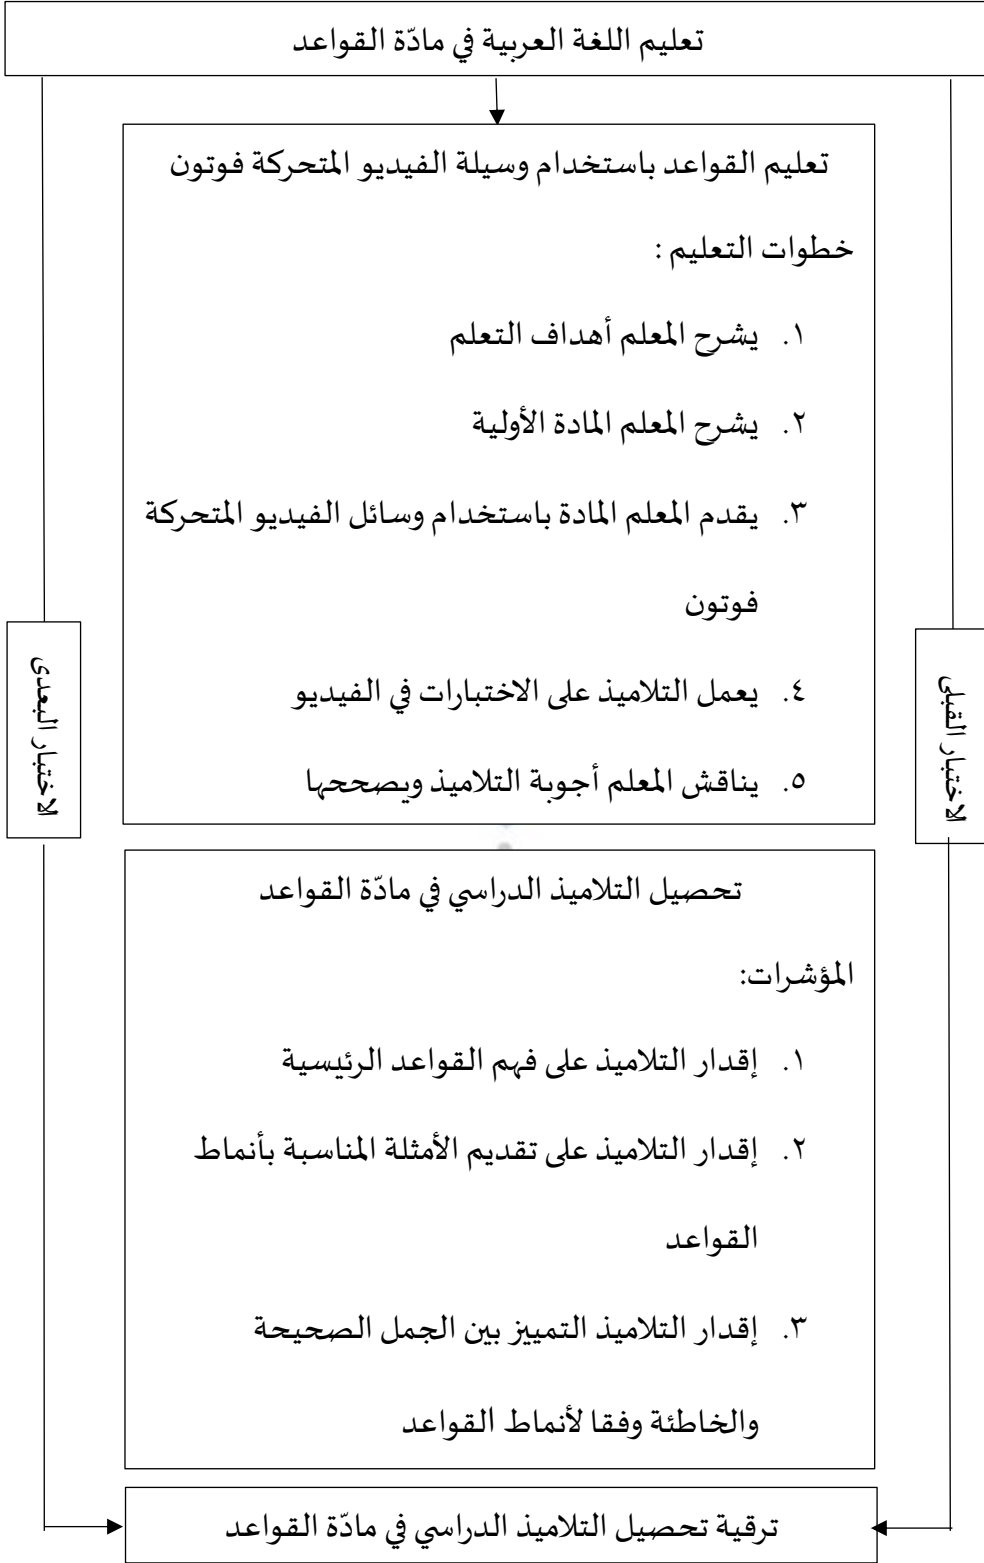 تعليم اللغة العربية في مادّة القواعد
تعليم القواعد باستخدام وسيلة الفيديو المتحركة فوتون
خطوات التعليم :
١. يشرح المعلم أهداف التعلم
٢. يشرح المعلم المادة الأولية
٣. يقدم المعلم المادة باستخدام وسائل الفيديو المتحركة
فوتون
٤. يعمل التلاميذ على الاختبارات في الفيديو
٥. يناقش المعلم أجوبة التلاميذ ويصححها
الاختبار القبلى
الاختبار البعدى
تحصيل التلاميذ الدراسي في مادّة القواعد
المؤشرات:
١. إقدار التلاميذ على فهم القواعد الرئيسية
٢. إقدار التلاميذ على تقديم الأمثلة المناسبة بأنماط
القواعد
٣. إقدار التلاميذ التمييز بين الجمل الصحيحة
والخاطئة وفقا لأنماط القواعد
ترقية تحصيل التلاميذ الدراسي في مادّة القواعد